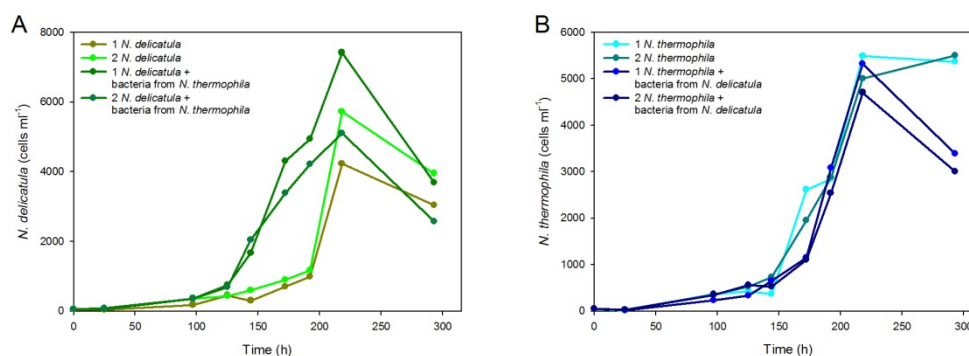 A
N. delicatula (cells ml⁻¹)
8000
6000
4000
2000
0
1 N. delicatula
2 N. delicatula
1 N. delicatula +
bacteria from N. thermophila
2 N. delicatula +
bacteria from N. thermophila
0 50 100 150 200 250 300
Time (h)
B
N. thermophila (cells ml⁻¹)
6000
5000
4000
3000
2000
1000
0
1 N. thermophila
2 N. thermophila
1 N. thermophila +
bacteria from N. delicatula
2 N. thermophila +
bacteria from N. delicatula
0 50 100 150 200 250 300
Time (h)